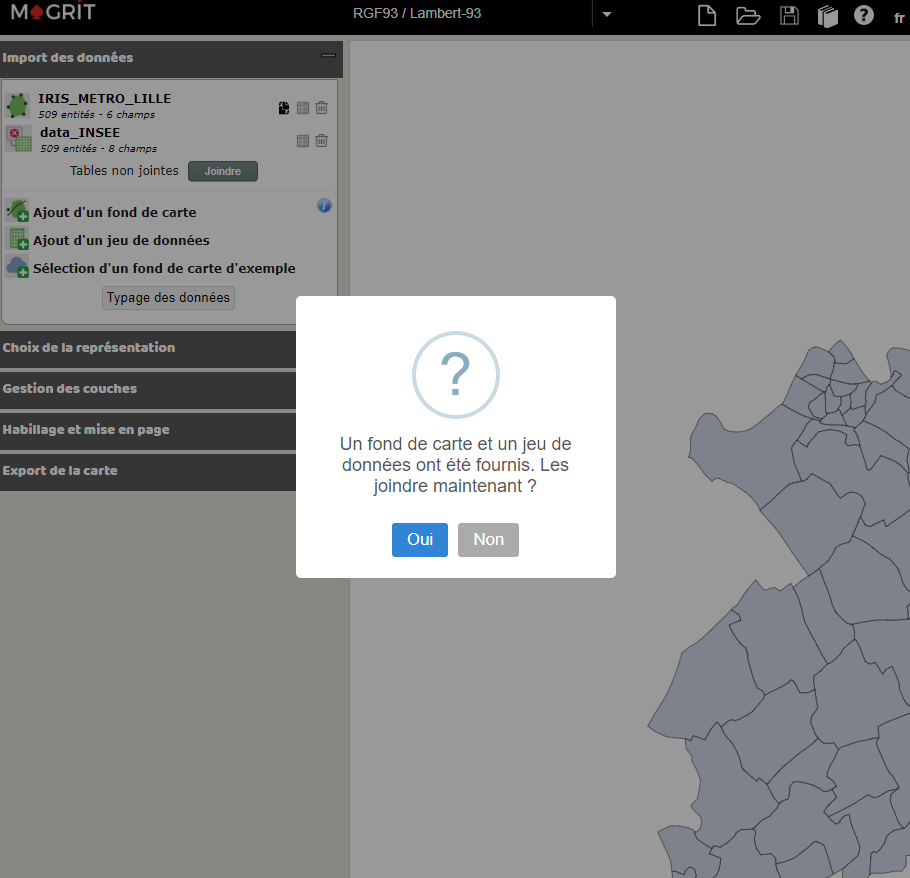 MAGRIT
RGF93 / Lambert-93
?
fr
Import des données
IRIS_METRO_LILLE
509 entités - 6 champs
data_INSEE
509 entités - 8 champs
Tables non jointes
Joindre
i
Ajout d'un fond de carte
Ajout d'un jeu de données
Sélection d'un fond de carte d'exemple
Typage des données
Choix de la représentation
Gestion des couches
Habillage et mise en page
Export de la carte
?
Un fond de carte et un jeu de
données ont été fournis. Les
joindre maintenant ?
Oui
Non